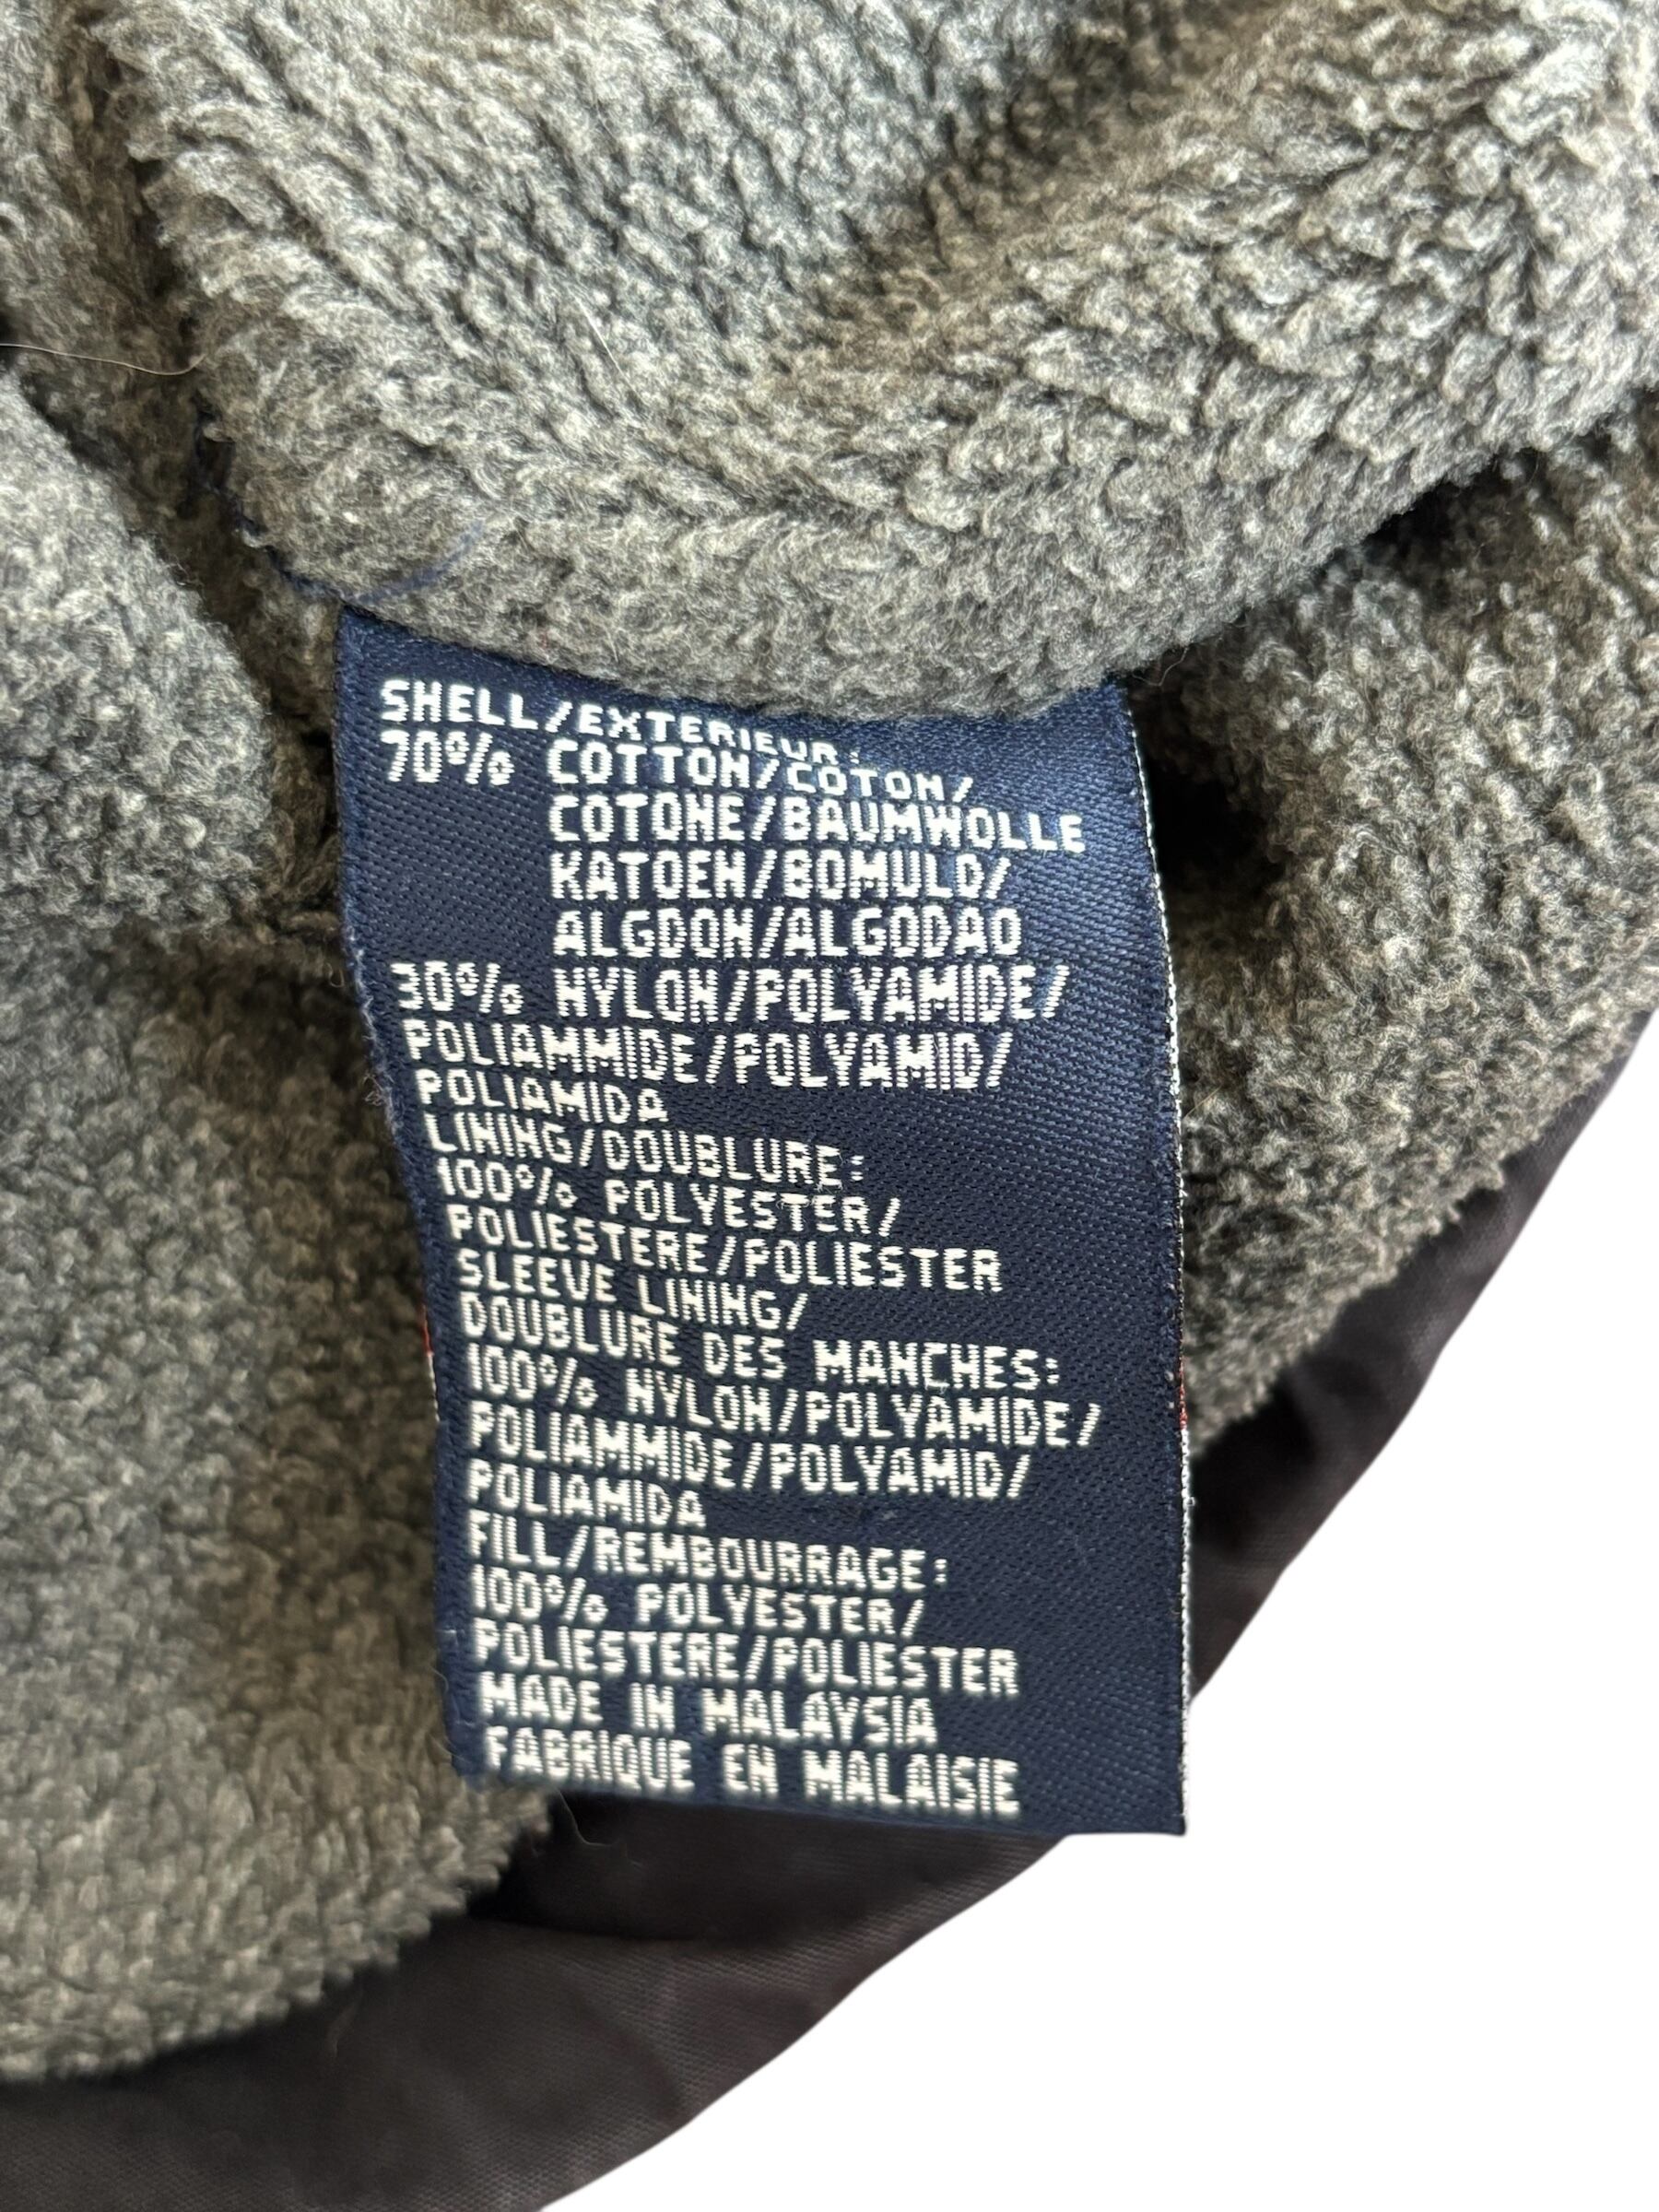 SHELL/EXTERIEUR:
70% COTTON/COTON/
COTONE/BAUMWOLLE
KATOEN/BOMULD/
ALGDON/ALGODAO
30% NYLON/POLYAMIDE/
POLIAMMIDE/POLYAMID/
POLIAMIDA
LINING/DOUBLURE:
100% POLYESTER/
POLIESTERE/POLIESTER
SLEEVE LINING/
DOUBLURE DES MANCHES:
100% NYLON/POLYAMIDE/
POLIAMMIDE/POLYAMID/
POLIAMIDA
FILL/REMBOURRAGE:
100% POLYESTER/
POLIESTERE/POLIESTER
MADE IN MALAYSIA
FABRIQUE EN MALAISIE